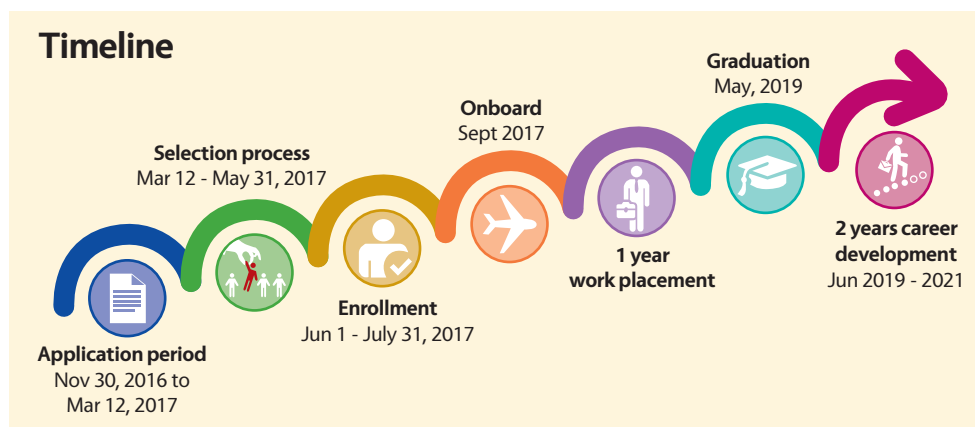 Timeline
Application period
Nov 30, 2016 to
Mar 12, 2017
Selection process
Mar 12 - May 31, 2017
Enrollment
Jun 1 - July 31, 2017
Onboard
Sept 2017
1 year
work placement
Graduation
May, 2019
2 years career
development
Jun 2019 - 2021